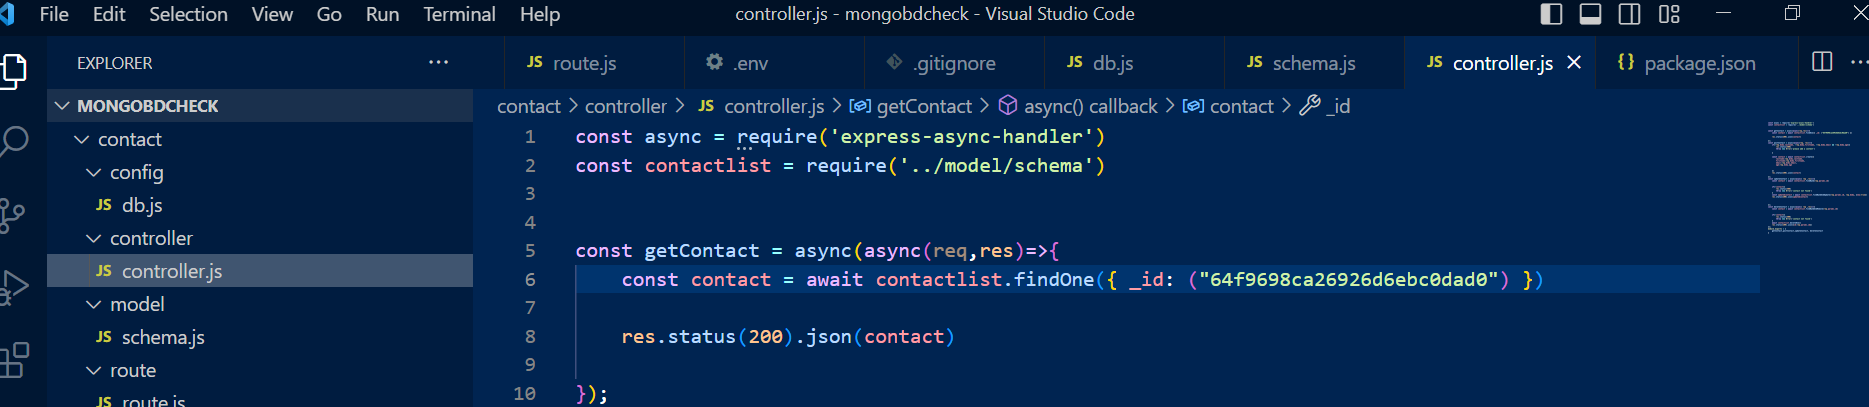 File Edit Selection View Go Run Terminal Help controller.js - mongobdcheck - Visual Studio Code
EXPLORER ··· JS route.js .env .gitignore JS db.js JS schema.js JS controller.js {} package.json ···
MONGOBDCHECK
contact > controller > JS controller.js > getContact > async() callback > contact > _id
contact
config
JS db.js
controller
JS controller.js
model
JS schema.js
route
JS route.js
1 const async = require('express-async-handler')
2 const contactlist = require('../model/schema')
3
4
5 const getContact = async(async(req,res)=>{
6 const contact = await contactlist.findOne({ _id: ("64f9698ca26926d6ebc0dad0") })
7
8 res.status(200).json(contact)
9
10 });